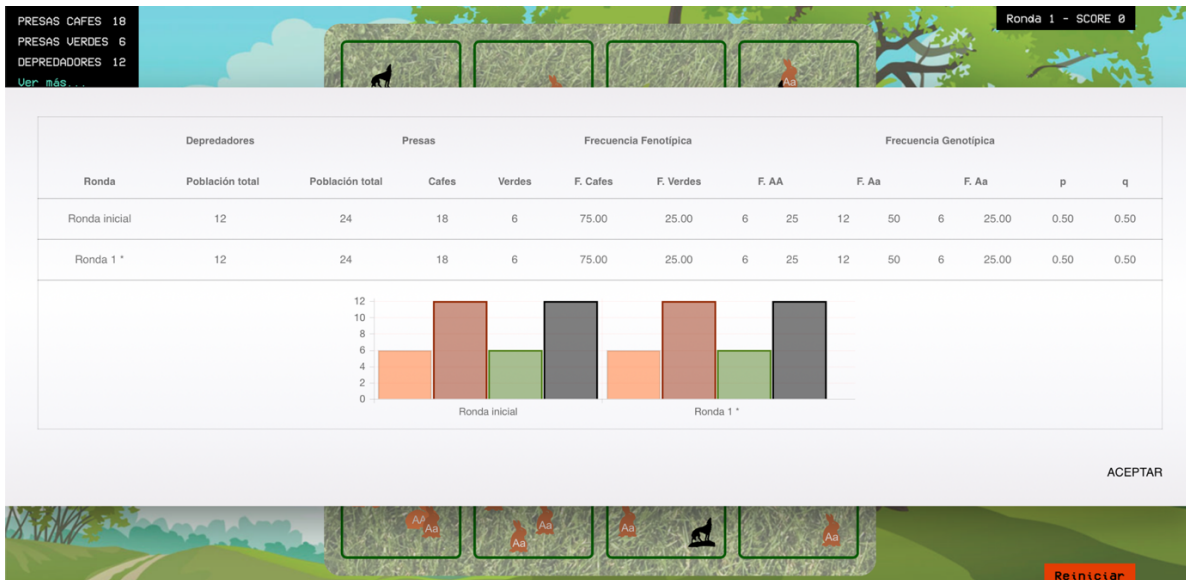 PRESAS CAFES 18
PRESAS VERDES 6
DEPREDADORES 12
Ver más...
Ronda 1 - SCORE 0
Aa
Depredadores Presas Frecuencia Fenotípica Frecuencia Genotípica
Ronda Población total Población total Cafes Verdes F. Cafes F. Verdes F. AA F. Aa F. Aa p q
Ronda inicial 12 24 18 6 75.00 25.00 6 25 12 50 6 25.00 0.50 0.50
Ronda 1 * 12 24 18 6 75.00 25.00 6 25 12 50 6 25.00 0.50 0.50
12
10
8
6
4
2
0
Ronda inicial Ronda 1 *
ACEPTAR
AA Aa Aa Aa Aa Aa
Reiniciar